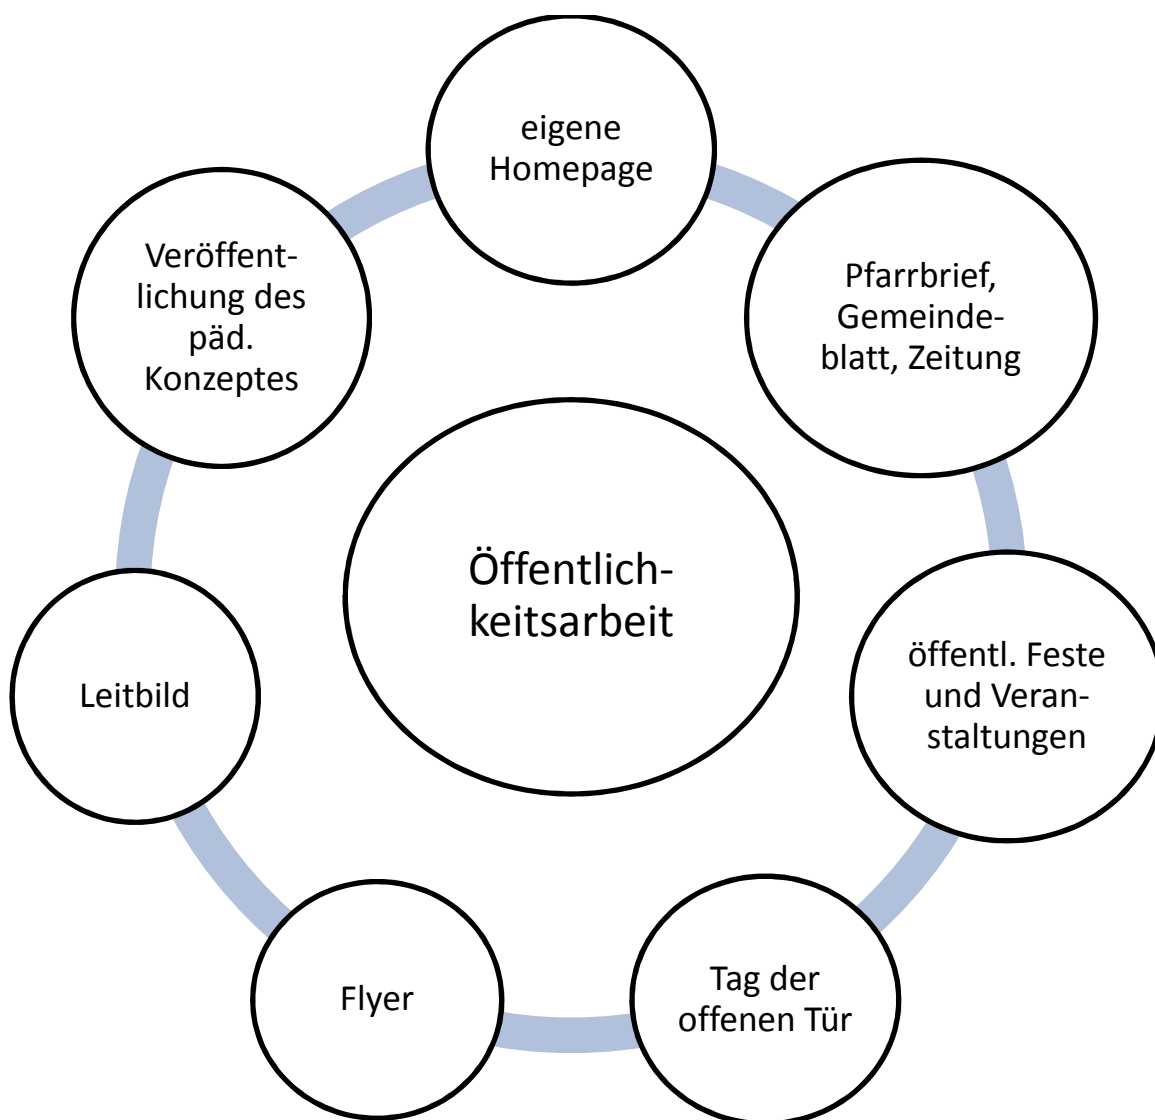 eigene
Homepage
Pfarrbrief,
Gemeinde-
blatt, Zeitung
öffentl. Feste
und Veran-
staltungen
Tag der
offenen Tür
Flyer
Leitbild
Veröffent-
lichung des
päd.
Konzeptes
Öffentlich-
keitsarbeit